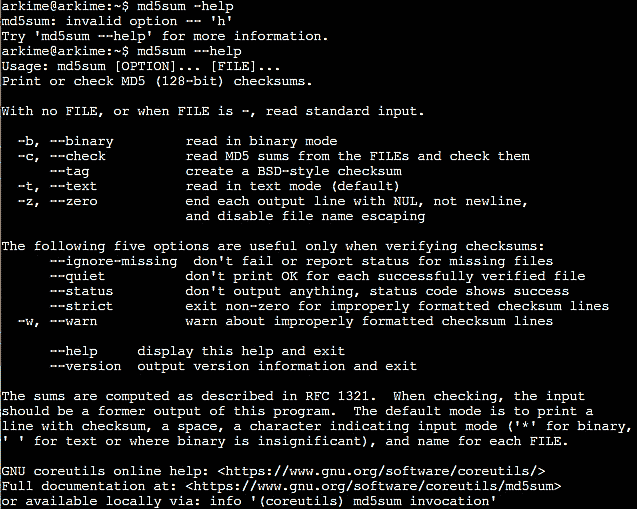 arkime@arkime:~$ md5sum -help
md5sum: invalid option -- 'h'
Try 'md5sum --help' for more information.
arkime@arkime:~$ md5sum --help
Usage: md5sum [OPTION]... [FILE]...
Print or check MD5 (128-bit) checksums.

With no FILE, or when FILE is -, read standard input.

  -b, --binary         read in binary mode
  -c, --check          read MD5 sums from the FILEs and check them
      --tag            create a BSD-style checksum
  -t, --text           read in text mode (default)
  -z, --zero           end each output line with NUL, not newline,
                       and disable file name escaping

The following five options are useful only when verifying checksums:
      --ignore-missing  don't fail or report status for missing files
      --quiet          don't print OK for each successfully verified file
      --status         don't output anything, status code shows success
      --strict         exit non-zero for improperly formatted checksum lines
  -w, --warn           warn about improperly formatted checksum lines

      --help     display this help and exit
      --version  output version information and exit

The sums are computed as described in RFC 1321.  When checking, the input
should be a former output of this program.  The default mode is to print a
line with checksum, a space, a character indicating input mode ('*' for binary,
' ' for text or where binary is insignificant), and name for each FILE.

GNU coreutils online help: <https://www.gnu.org/software/coreutils/>
Full documentation at: <https://www.gnu.org/software/coreutils/md5sum>
or available locally via: info '(coreutils) md5sum invocation'